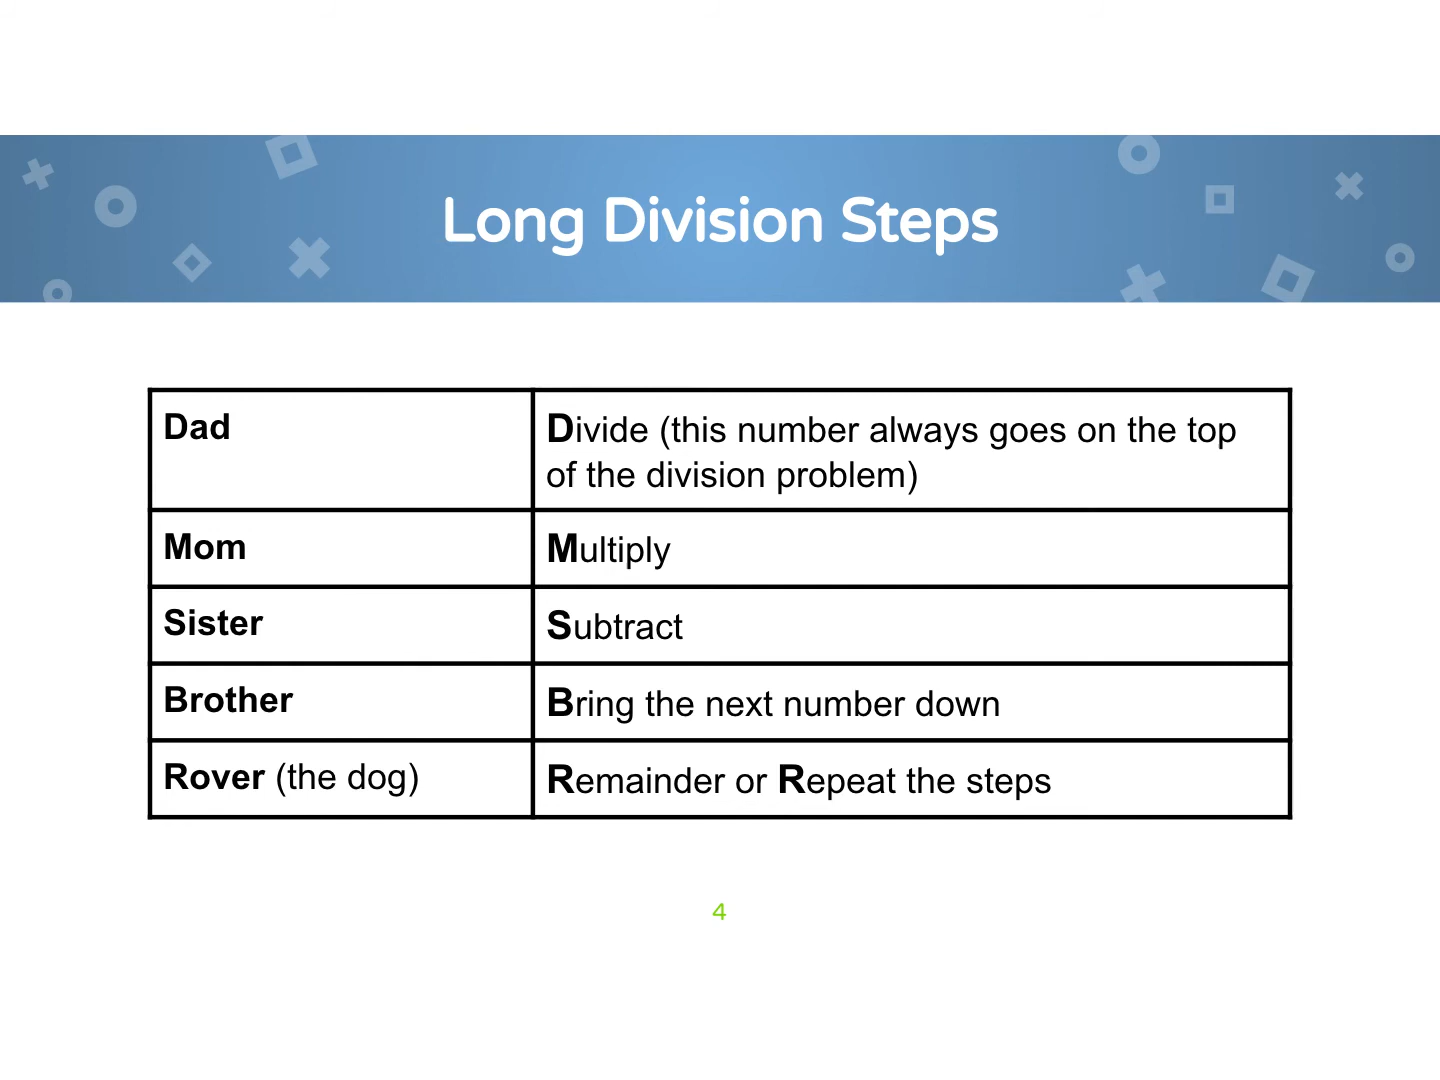 Long Division Steps
Dad
Divide (this number always goes on the top
of the division problem)
Mom
Multiply
Sister
Subtract
Brother
Bring the next number down
Rover (the dog)
Remainder or Repeat the steps
4